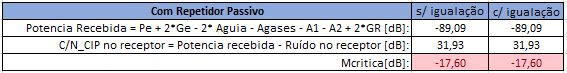 Com Repetidor Passivo s/ igualação c/ igualação
Potencia Recebida = Pe + 2*Ge - 2* Aguia - Agases - A1 - A2 + 2*GR [dB]: -89,09 -89,09
C/N_CIP no receptor = Potencia recebida - Ruído no receptor [dB]: 31,93 31,93
Mcritica[dB]: -17,60 -17,60